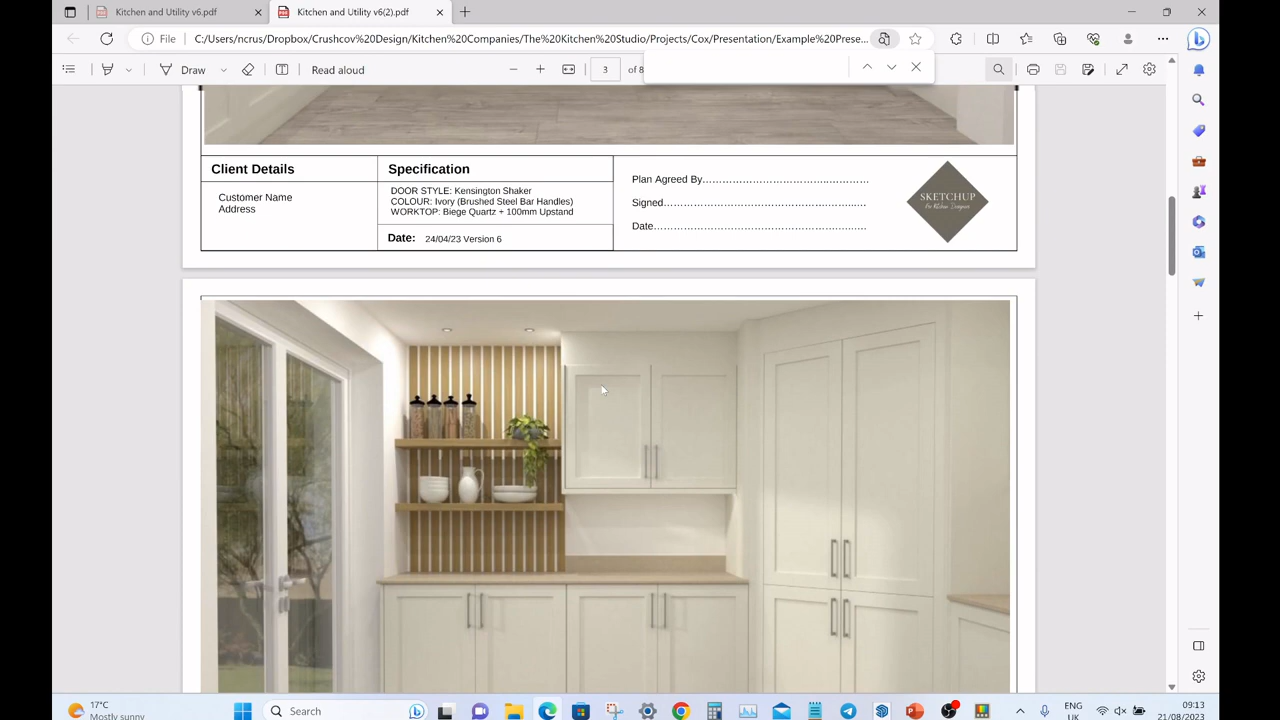 Kitchen and Utility v6.pdf
Kitchen and Utility v6(2).pdf
File
C:/Users/ncrus/Dropbox/Crushcov%20Design/Kitchen%20Companies/The%20Kitchen%20Studio/Projects/Cox/Presentation/Example%20Prese...
Draw
Read aloud
3
of 8
Client Details
Specification
Customer Name
Address
DOOR STYLE: Kensington Shaker
COLOUR: Ivory (Brushed Steel Bar Handles)
WORKTOP: Biege Quartz + 100mm Upstand
Date: 24/04/23 Version 6
Plan Agreed By
Signed
Date
SKETCHUP
For Kitchen Designers
17°C
Mostly sunny
Search
ENG
UK
09:13
21/08/2023